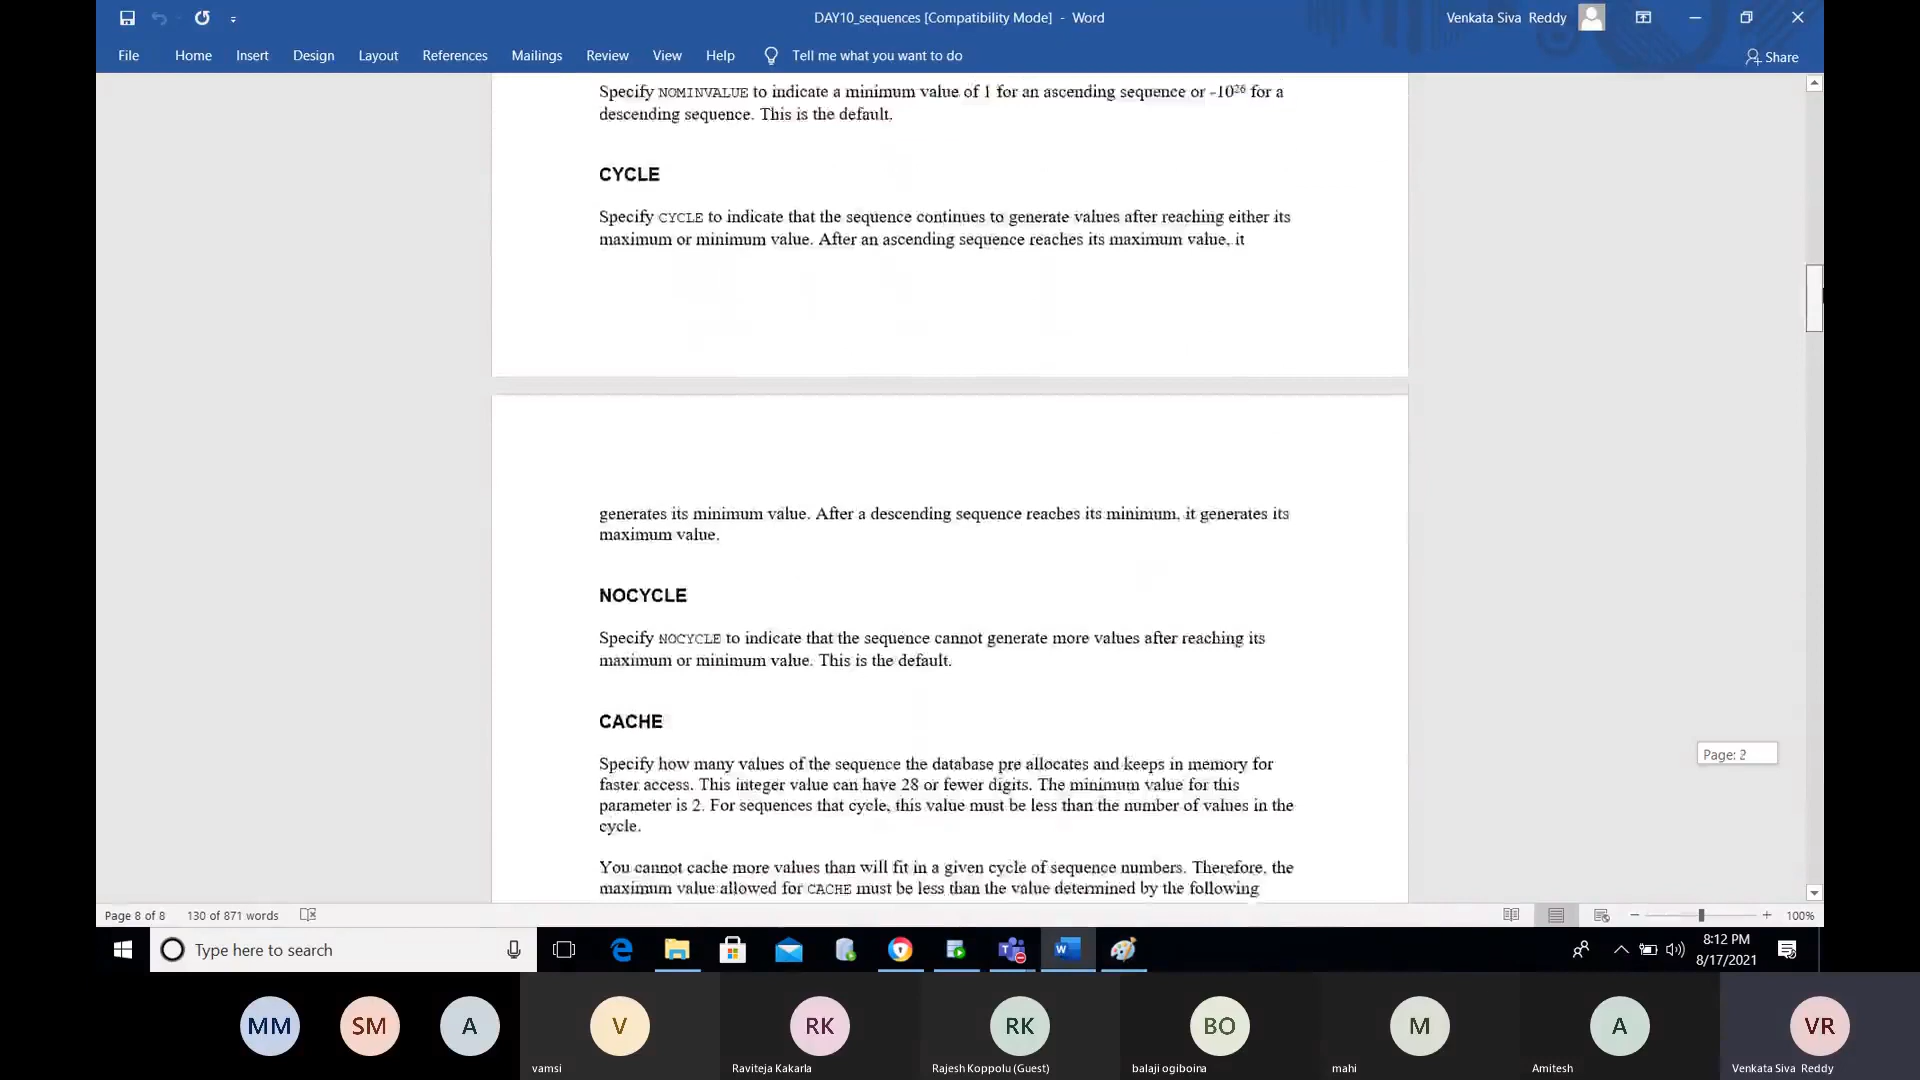 DAY10_sequences [Compatibility Mode] - Word
Venkata Siva Reddy
File Home Insert Design Layout References Mailings Review View Help Tell me what you want to do
Share
Specify NOMINVALUE to indicate a minimum value of 1 for an ascending sequence or -10²⁶ for a
descending sequence. This is the default.
CYCLE
Specify CYCLE to indicate that the sequence continues to generate values after reaching either its
maximum or minimum value. After an ascending sequence reaches its maximum value, it
generates its minimum value. After a descending sequence reaches its minimum, it generates its
maximum value.
NOCYCLE
Specify NOCYCLE to indicate that the sequence cannot generate more values after reaching its
maximum or minimum value. This is the default.
CACHE
Page: 2
Specify how many values of the sequence the database pre allocates and keeps in memory for
faster access. This integer value can have 28 or fewer digits. The minimum value for this
parameter is 2. For sequences that cycle, this value must be less than the number of values in the
cycle.
You cannot cache more values than will fit in a given cycle of sequence numbers. Therefore, the
maximum value allowed for CACHE must be less than the value determined by the following
Page 8 of 8 130 of 871 words
100%
Type here to search
8:12 PM
8/17/2021
MM SM A V RK RK BO M A VR
vamsi Raviteja Kakarla Rajesh Koppolu (Guest) balaji ogiboina mahi Amitesh Venkata Siva Reddy